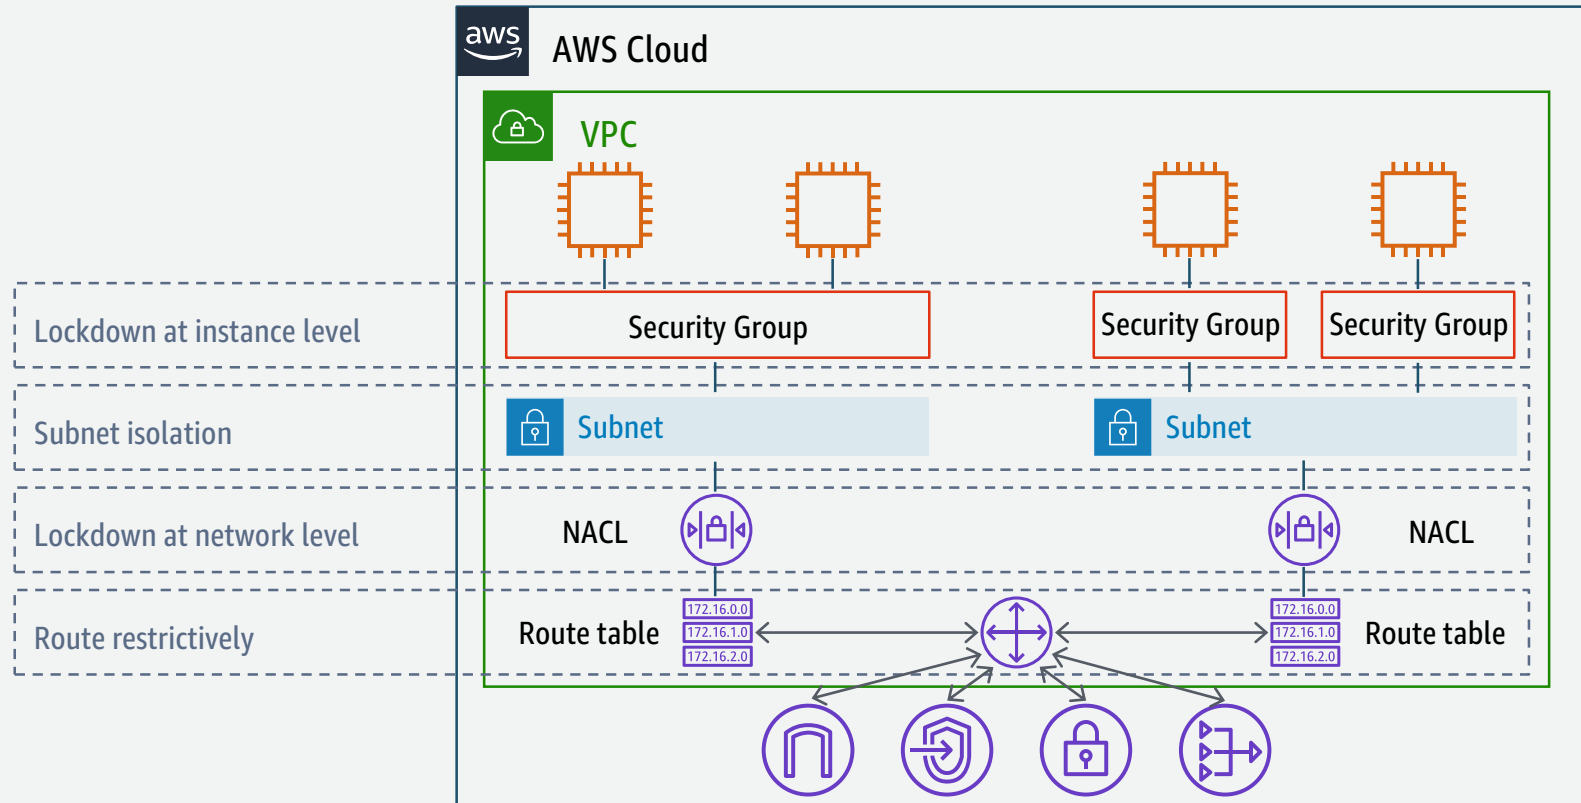 aws
AWS Cloud
VPC
Lockdown at instance level
Security Group
Security Group
Security Group
Subnet isolation
Subnet
Subnet
Lockdown at network level
NACL
NACL
Route restrictively
Route table
172.16.0.0
172.16.1.0
172.16.2.0
172.16.0.0
172.16.1.0
172.16.2.0
Route table